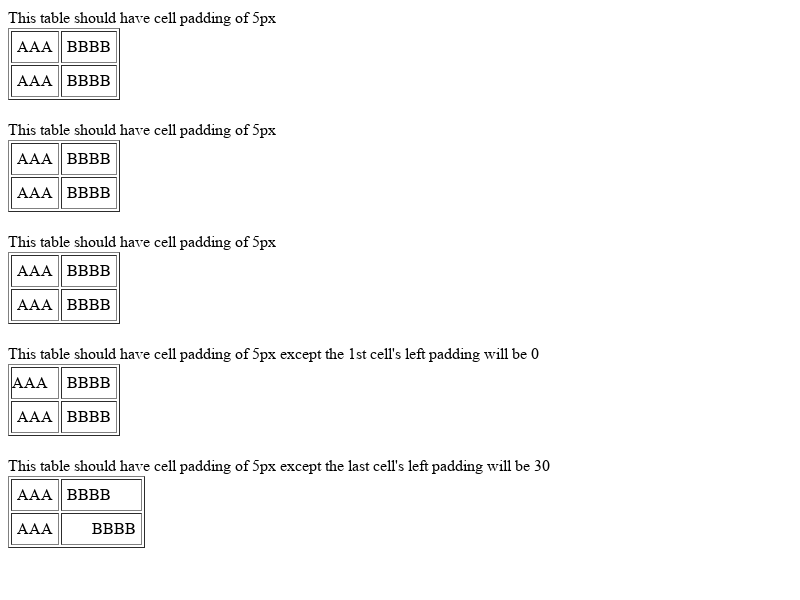 This table should have cell padding of 5px
AAA BBBB
AAA BBBB
This table should have cell padding of 5px
AAA BBBB
AAA BBBB
This table should have cell padding of 5px
AAA BBBB
AAA BBBB
This table should have cell padding of 5px except the 1st cell's left padding will be 0
AAA BBBB
AAA BBBB
This table should have cell padding of 5px except the last cell's left padding will be 30
AAA BBBB
AAA BBBB